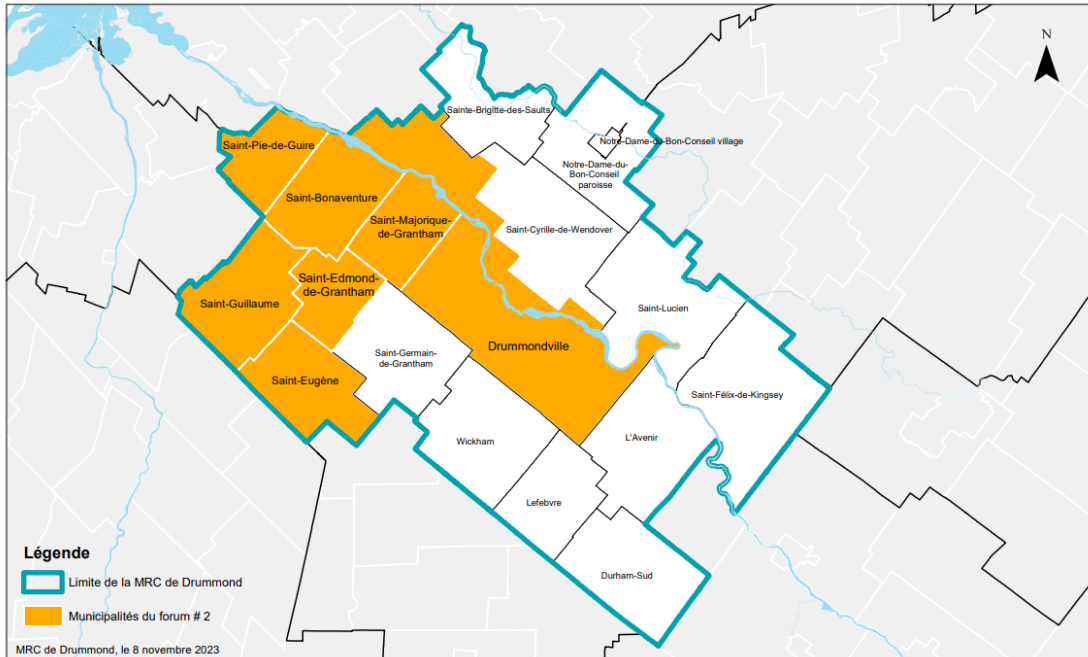 N
Sainte-Brigitte-des-Saults
Notre-Dame-du-Bon-Conseil village
Saint-Pie-de-Guire
Notre-Dame-du-
Bon-Conseil
paroisse
Saint-Bonaventure
Saint-Majorique-
de-Grantham
Saint-Cyrille-de-Wendover
Saint-Edmond-
de-Grantham
Saint-Guillaume
Saint-Lucien
Drummondville
Saint-Germain-
de-Grantham
Saint-Eugène
Saint-Félix-de-Kingsey
Wickham
L'Avenir
Lefebvre
Durham-Sud
Légende
Limite de la MRC de Drummond
Municipalités du forum # 2
MRC de Drummond, le 8 novembre 2023